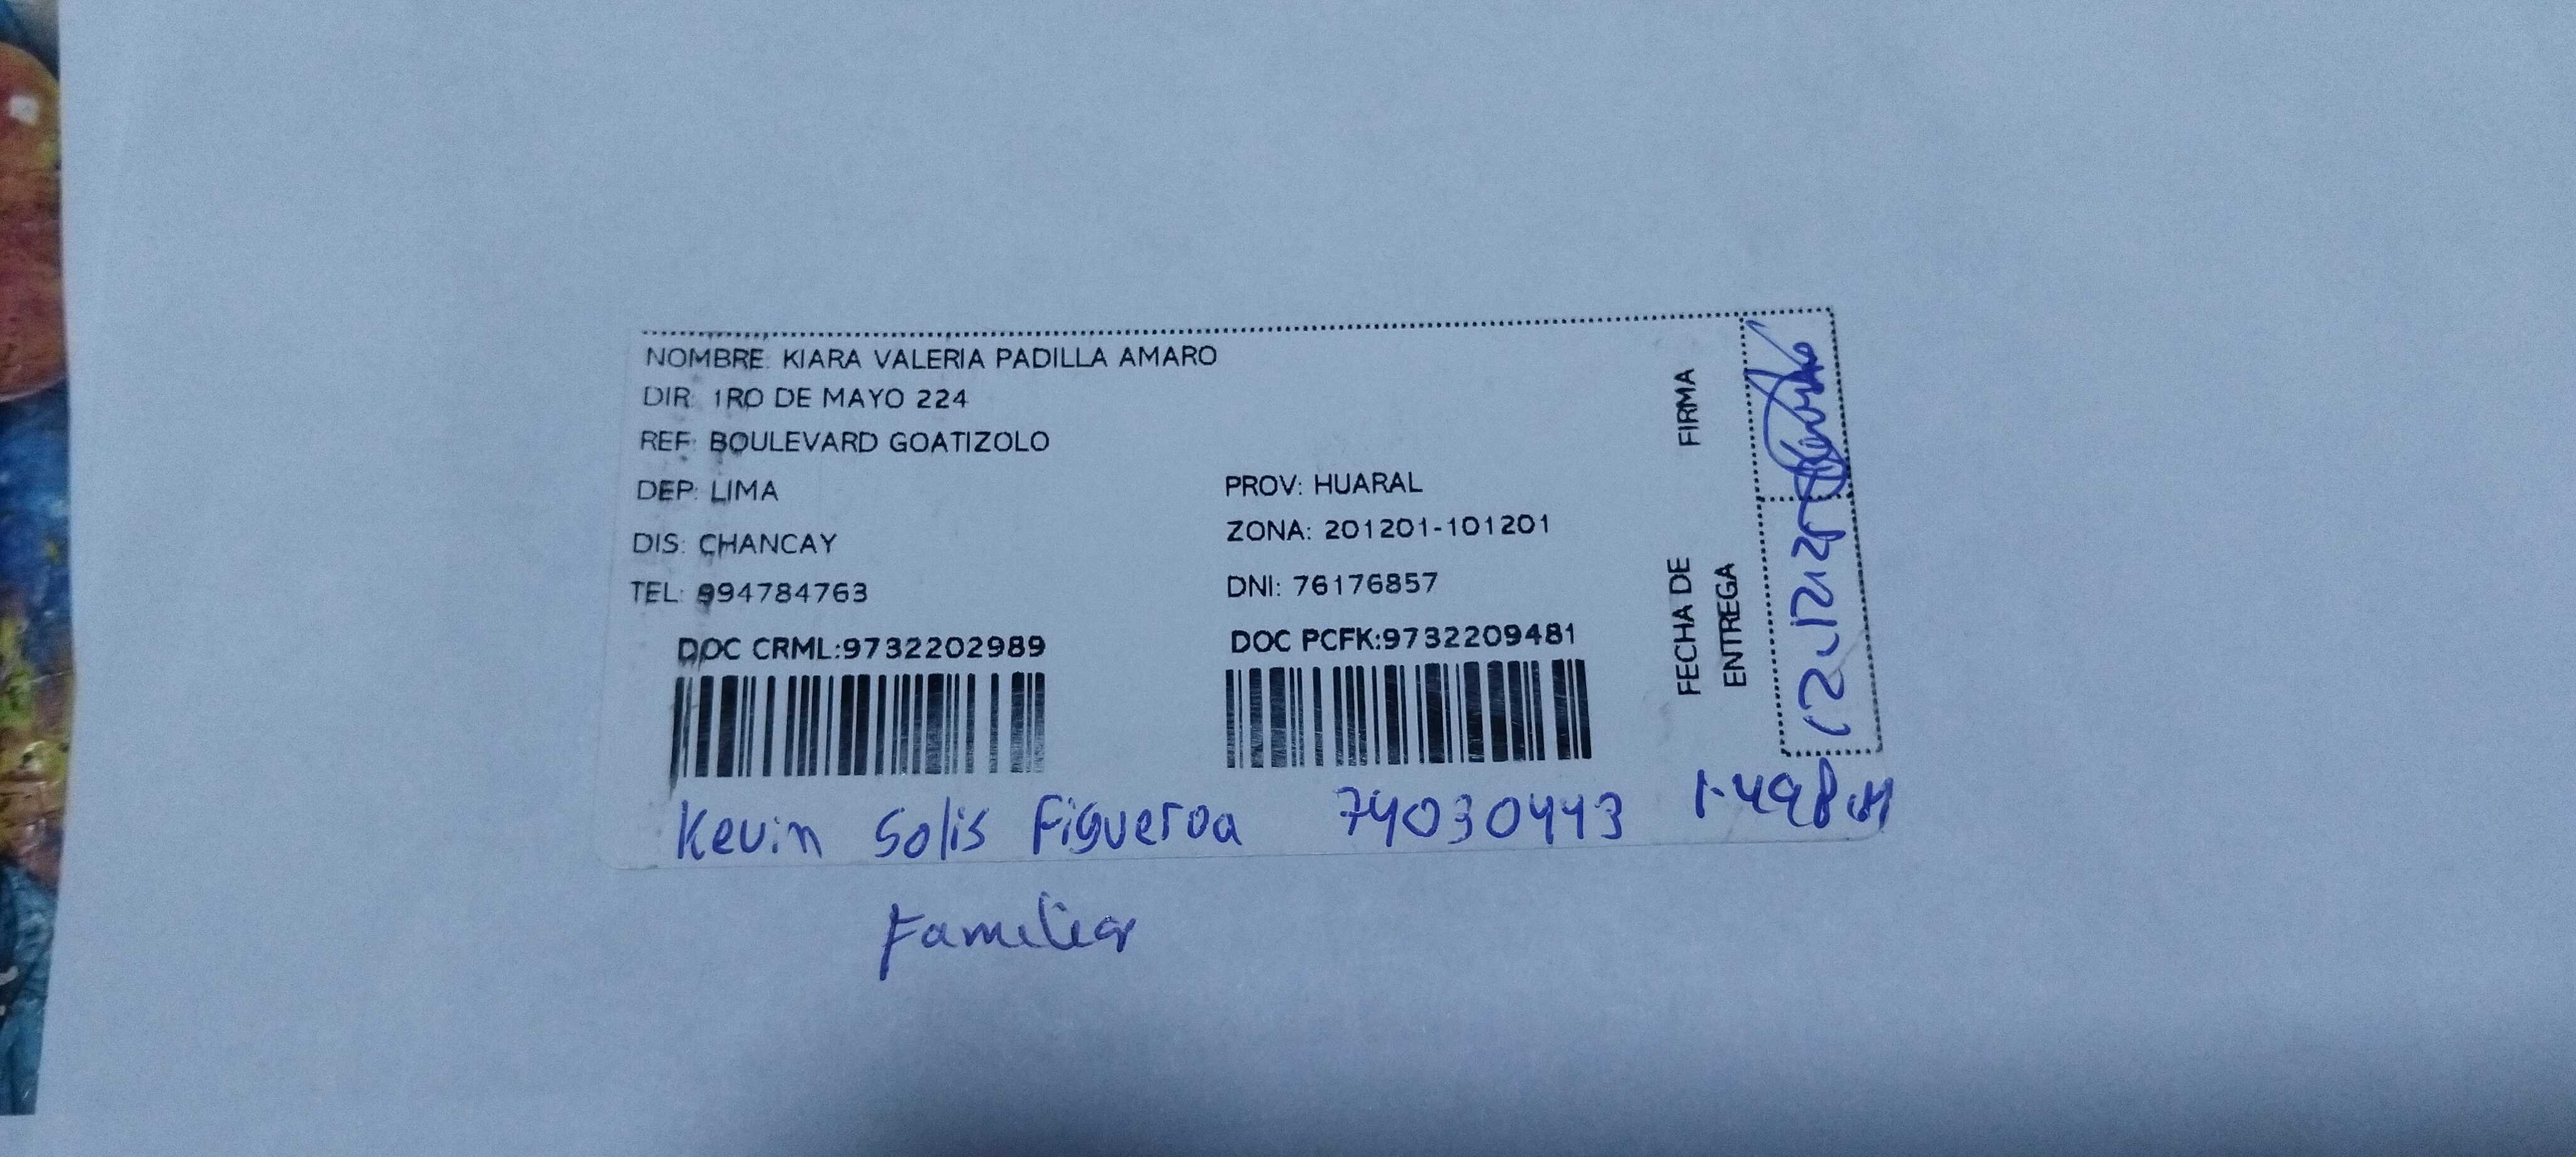 NOMBRE: KIARA VALERIA PADILLA AMARO
DIR: 1RO DE MAYO 224
REF: BOULEVARD GOATIZOLO
DEP: LIMA
PROV: HUARAL
DIS: CHANCAY
ZONA: 201201-101201
TEL: 994784763
DNI: 76176857
DOC CRML:9732202989
DOC PCFK:9732209481
FIRMA
FECHA DE
ENTREGA
Kevin Solis Figueroa 74030443
Familiar